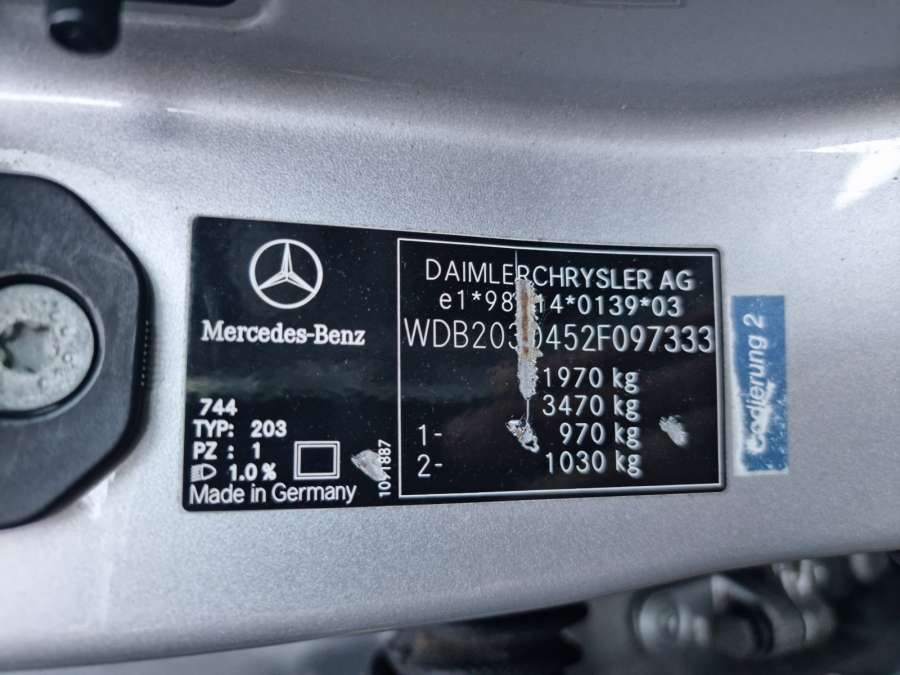 Mercedes-Benz
744
TYP: 203
PZ : 1
1.0 %
Made in Germany
DAIMLERCHRYSLER AG
WDB2030452F097333
1970 kg
3470 kg
1- 970 kg
2- 1030 kg
Codierung 2